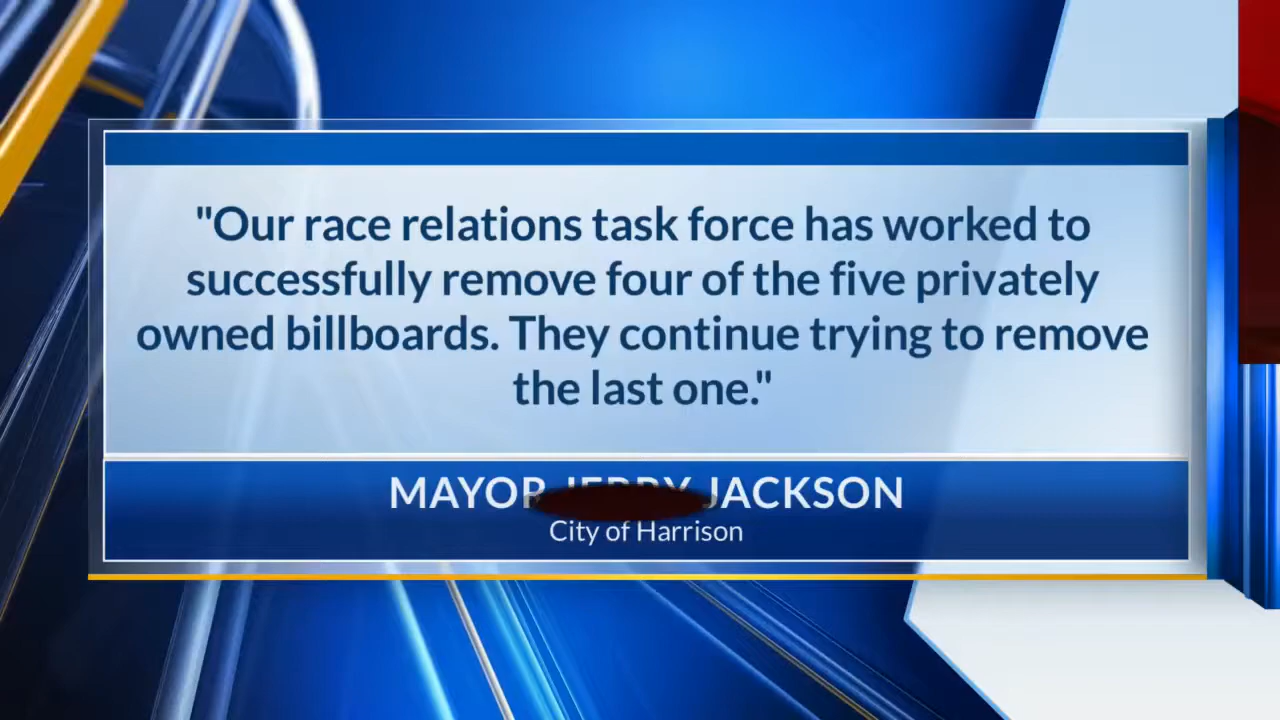 "Our race relations task force has worked to
successfully remove four of the five privately
owned billboards. They continue trying to remove
the last one."
MAYOR JERRY JACKSON
City of Harrison